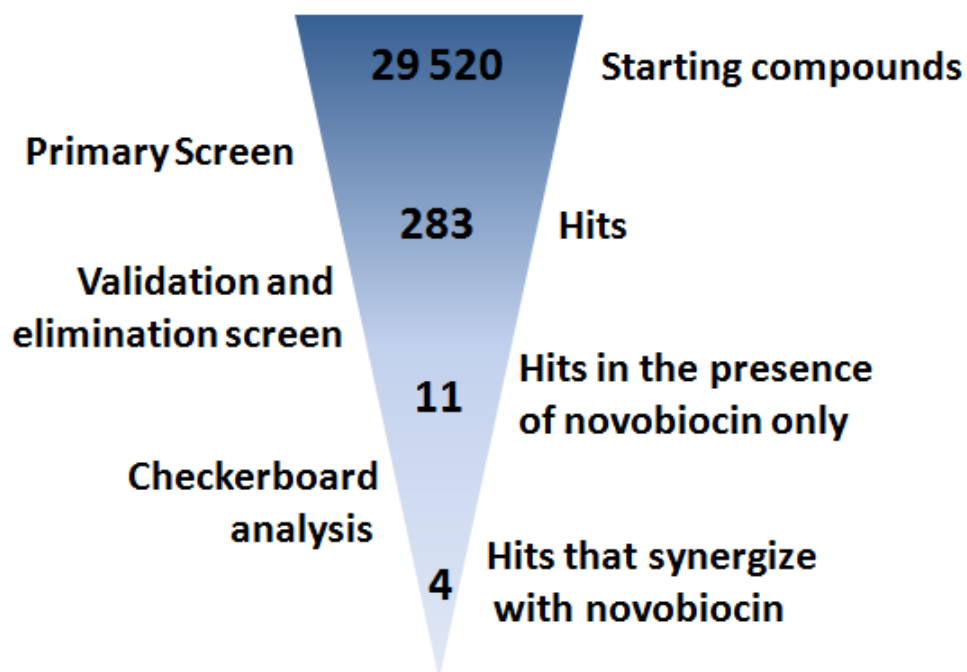 29 520
Starting compounds
Primary Screen
283
Hits
Validation and
elimination screen
11
Hits in the presence
of novobiocin only
Checkerboard
analysis
4
Hits that synergize
with novobiocin